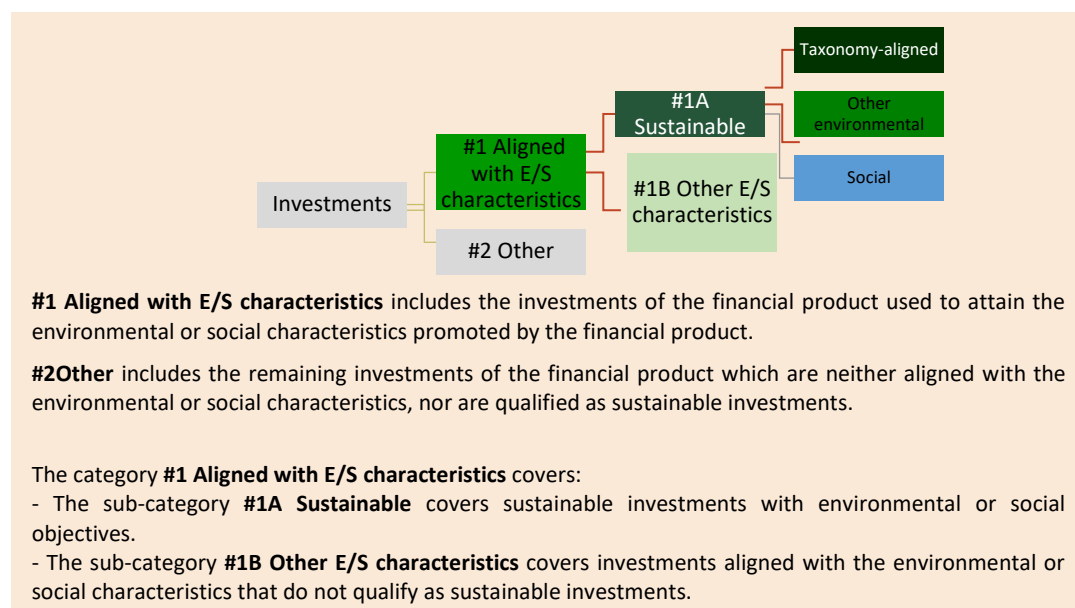 Taxonomy-aligned
#1A
Sustainable
Other
environmental
#1 Aligned
with E/S
characteristics
Social
#1B Other E/S
characteristics
Investments
#2 Other
#1 Aligned with E/S characteristics includes the investments of the financial product used to attain the
environmental or social characteristics promoted by the financial product.
#2Other includes the remaining investments of the financial product which are neither aligned with the
environmental or social characteristics, nor are qualified as sustainable investments.
The category #1 Aligned with E/S characteristics covers:
- The sub-category #1A Sustainable covers sustainable investments with environmental or social
objectives.
- The sub-category #1B Other E/S characteristics covers investments aligned with the environmental or
social characteristics that do not qualify as sustainable investments.